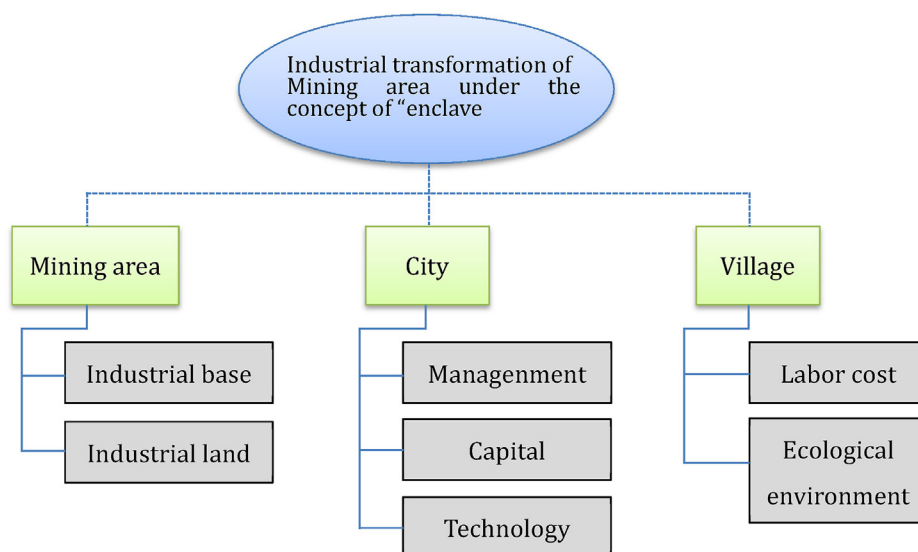 Industrial transformation of
Mining area under the
concept of “enclave
Mining area
City
Village
Industrial base
Industrial land
Managenment
Capital
Technology
Labor cost
Ecological
environment